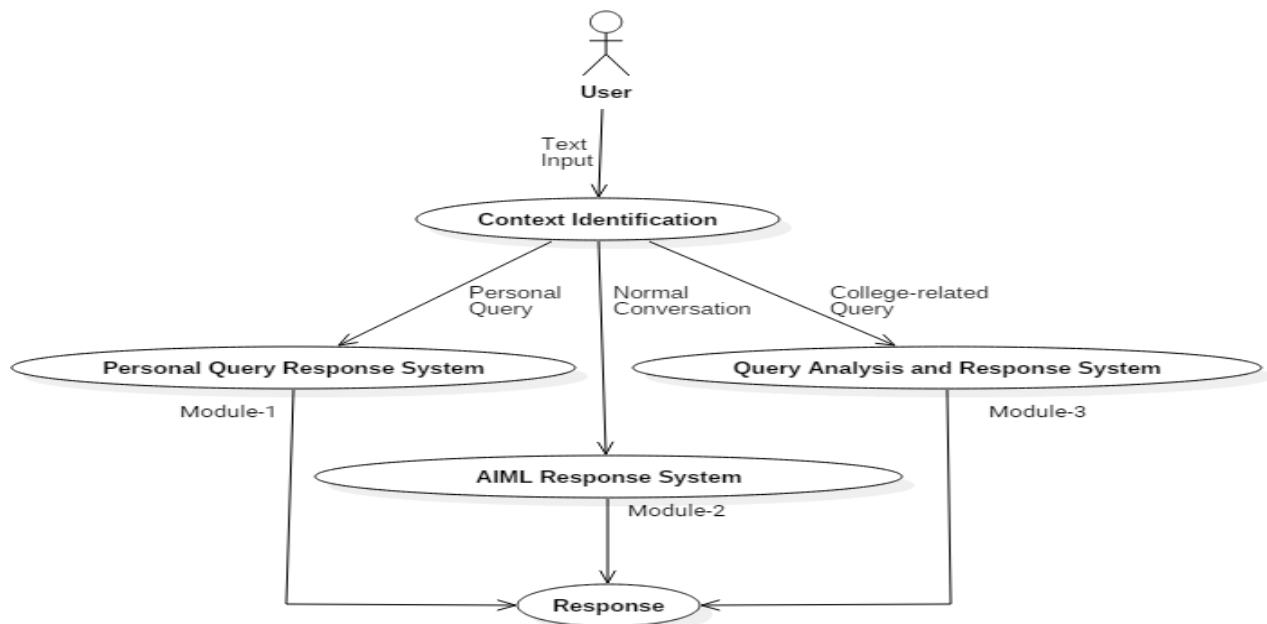 User
Text
Input
Context Identification
Personal
Query
Normal
Conversation
College-related
Query
Personal Query Response System
Query Analysis and Response System
Module-1
Module-3
AIML Response System
Module-2
Response